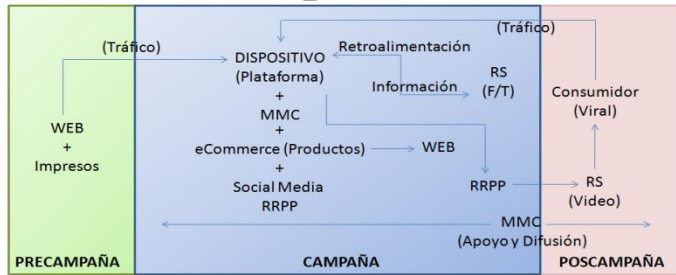 (Tráfico)
WEB
+
Impresos
PRECAMPAÑA
DISPOSITIVO
(Plataforma)
+
MMC
+
eCommerce (Productos)
+
Social Media
RRPP
Retroalimentación
Información
RS
(F/T)
WEB
RRPP
CAMPAÑA
(Tráfico)
Consumidor
(Viral)
RS
(Video)
MMC
(Apoyo y Difusión)
POSCAMPAÑA